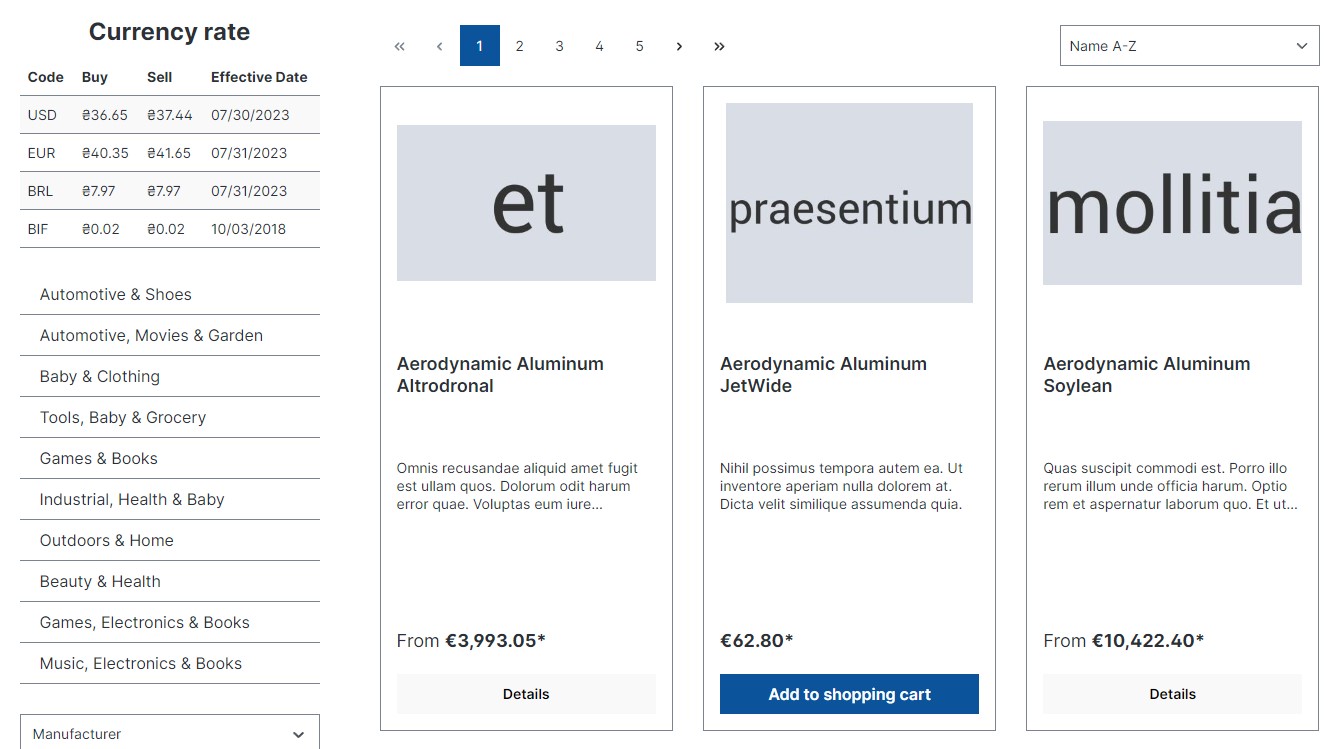 Currency rate
Code Buy Sell Effective Date
USD ₴36.65 ₴37.44 07/30/2023
EUR ₴40.35 ₴41.65 07/31/2023
BRL ₴7.97 ₴7.97 07/31/2023
BIF ₴0.02 ₴0.02 10/03/2018
Automotive & Shoes
Automotive, Movies & Garden
Baby & Clothing
Tools, Baby & Grocery
Games & Books
Industrial, Health & Baby
Outdoors & Home
Beauty & Health
Games, Electronics & Books
Music, Electronics & Books
Manufacturer
« ‹ 1 2 3 4 5 › »
Name A-Z
et
Aerodynamic Aluminum
Altrodronal
Omnis recusandae aliquid amet fugit
est ullam quos. Dolorum odit harum
error quae. Voluptas eum iure...
From €3,993.05*
Details
praesentium
Aerodynamic Aluminum
JetWide
Nihil possimus tempora autem ea. Ut
inventore aperiam nulla dolorem at.
Dicta velit similique assumenda quia.
€62.80*
Add to shopping cart
mollitia
Aerodynamic Aluminum
Soylean
Quas suscipit commodi est. Porro illo
rerum illum unde officia harum. Optio
rem et aspernatur laborum quo. Et ut...
From €10,422.40*
Details